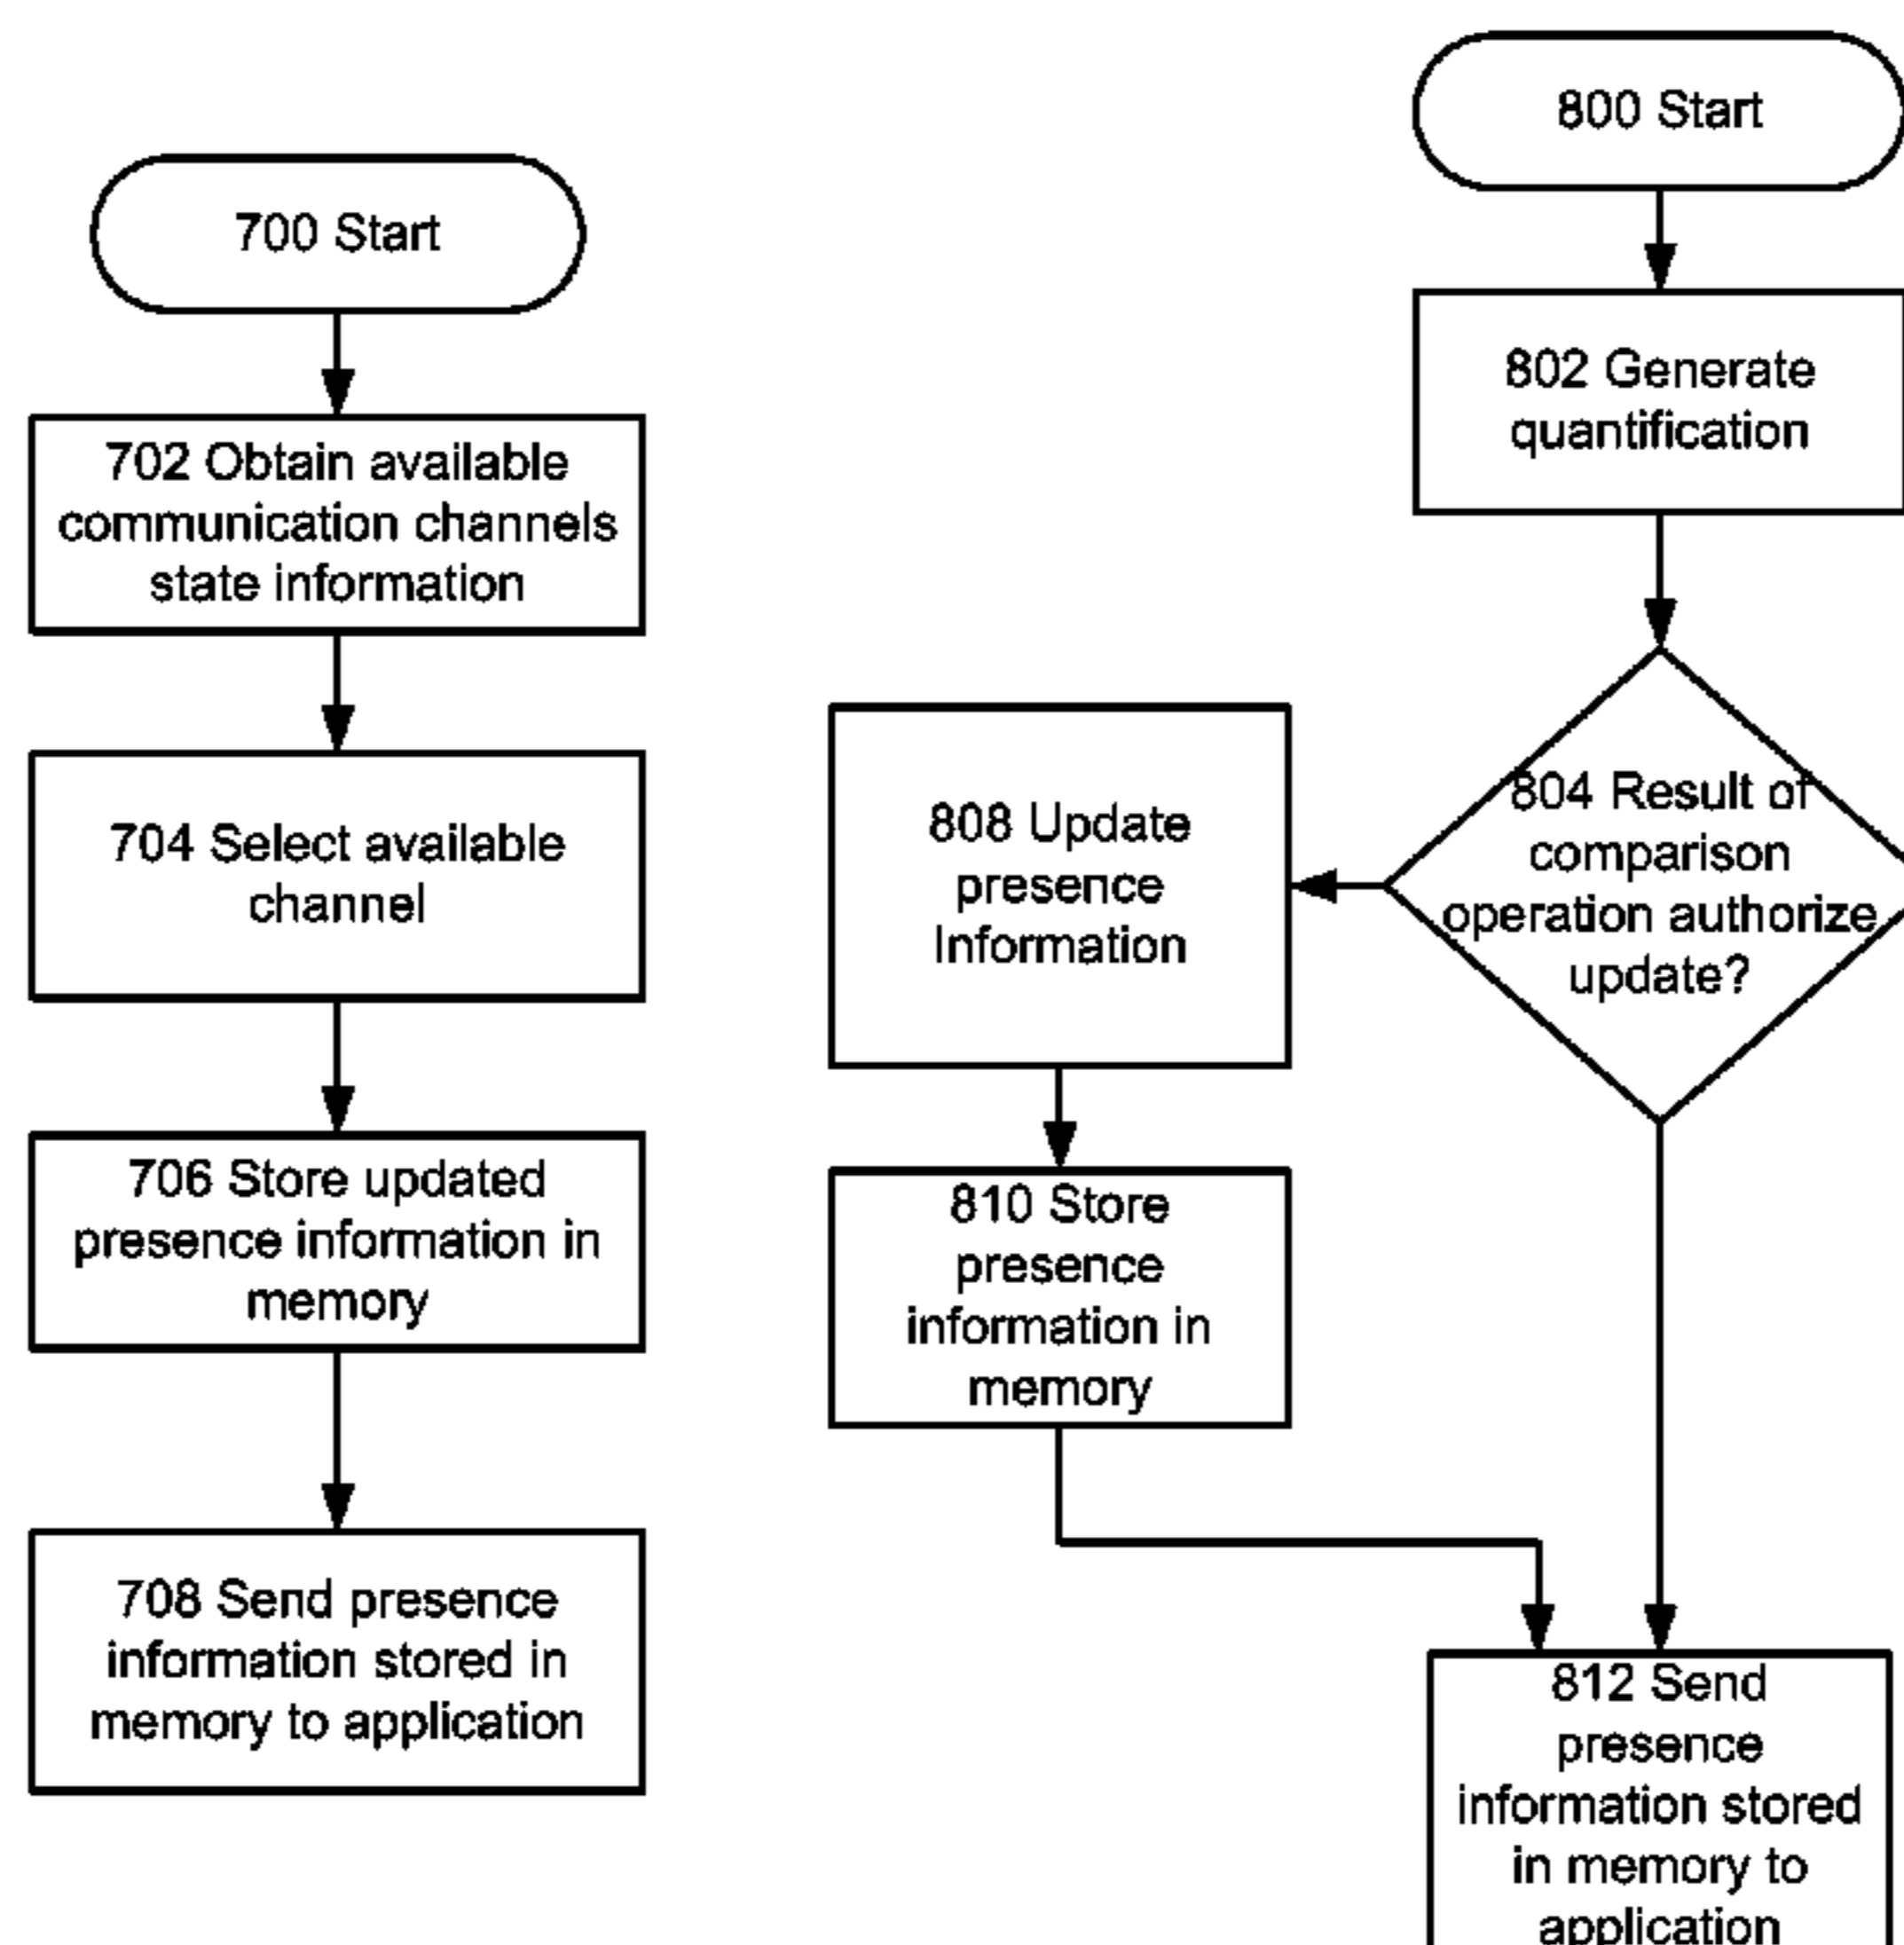 700 Start
702 Obtain available
communication channels
state information
704 Select available
channel
706 Store updated
presence information in
memory
708 Send presence
information stored in
memory to application
800 Start
802 Generate
quantification
804 Result of
comparison
operation authorize
update?
808 Update
presence
Information
810 Store
presence
information in
memory
812 Send
presence
information stored
in memory to
application